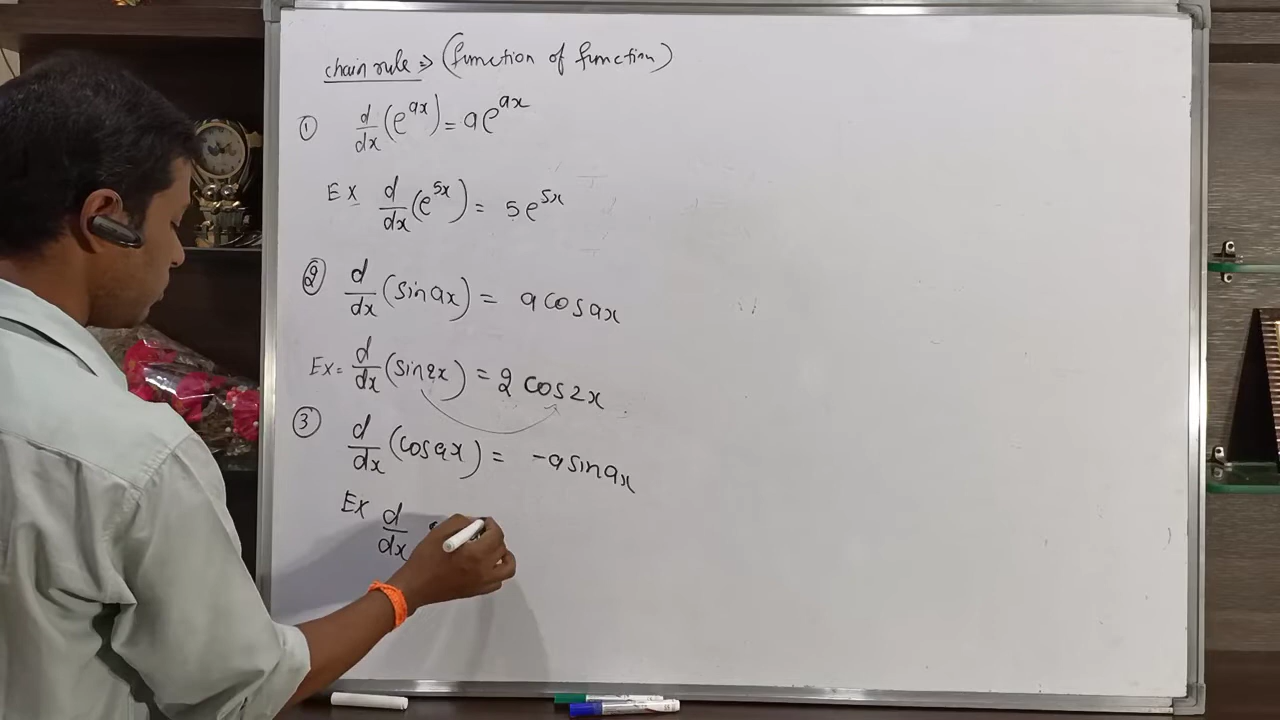 chain rule ⇒ (function of function)
① d/dx (e^ax) = a e^ax
Ex d/dx (e^5x) = 5 e^5x
② d/dx (sin ax) = a cos ax
Ex = d/dx (sin 2x) = 2 cos 2x
③ d/dx (cos ax) = -a sin ax
Ex d/dx